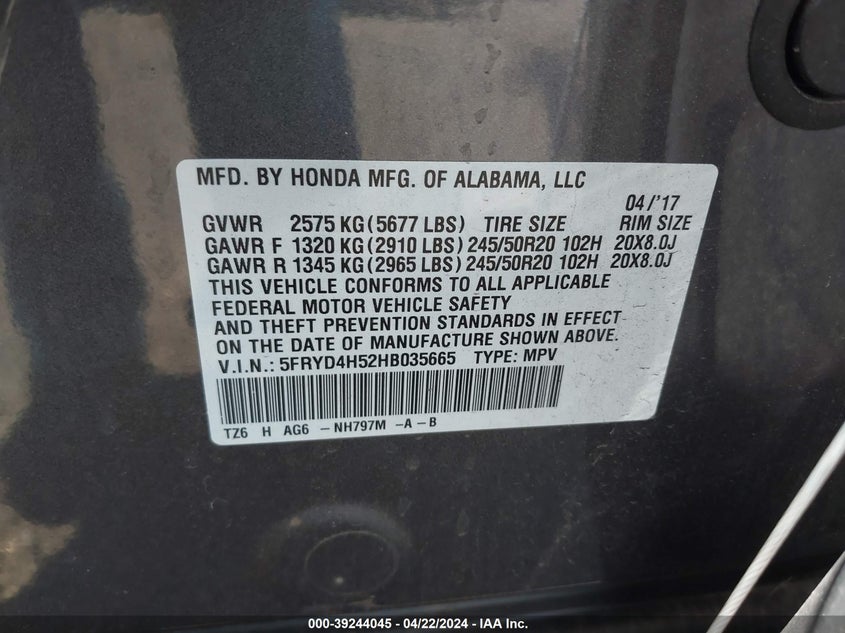 MFD. BY HONDA MFG. OF ALABAMA, LLC
04/'17
GVWR 2575 KG (5677 LBS) TIRE SIZE RIM SIZE
GAWR F 1320 KG (2910 LBS) 245/50R20 102H 20X8.0J
GAWR R 1345 KG (2965 LBS) 245/50R20 102H 20X8.0J
THIS VEHICLE CONFORMS TO ALL APPLICABLE
FEDERAL MOTOR VEHICLE SAFETY
AND THEFT PREVENTION STANDARDS IN EFFECT
ON THE DATE OF MANUFACTURE SHOWN ABOVE.
V.I.N.: 5FRYD4H52HB035665 TYPE: MPV
TZ6 H AG6 - NH797M - A - B
000-39244045 - 04/22/2024 - IAA Inc.